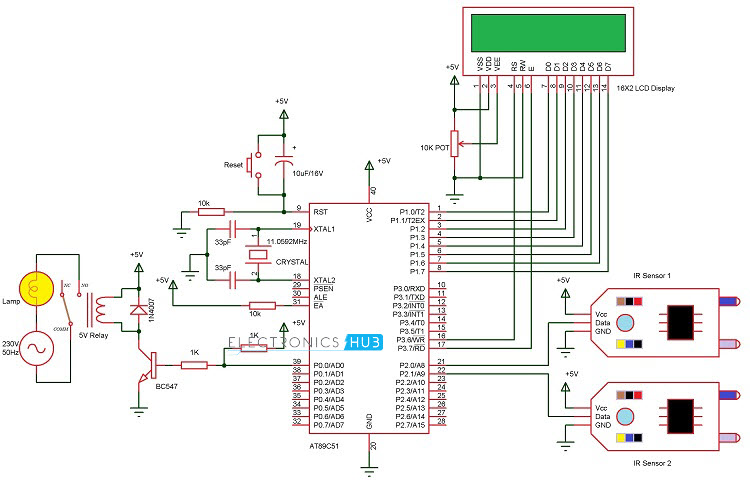 +5V
VSS
VDD
VEE
RS
RW
E
D0
D1
D2
D3
D4
D5
D6
D7
1
2
3
4
5
6
7
8
9
10
11
12
13
14
16X2 LCD Display
10K POT
+5V
Reset
+
10uF/16V
+5V
40
VCC
10k
33pF
33pF
1
11.0592MHz
CRYSTAL
2
+5V
10k
9 RST
19 XTAL1
18 XTAL2
29 PSEN
30 ALE
31 EA
39 P0.0/AD0
38 P0.1/AD1
37 P0.2/AD2
36 P0.3/AD3
35 P0.4/AD4
34 P0.5/AD5
33 P0.6/AD6
32 P0.7/AD7
P1.0/T2 1
P1.1/T2EX 2
P1.2 3
P1.3 4
P1.4 5
P1.5 6
P1.6 7
P1.7 8
P3.0/RXD 10
P3.1/TXD 11
P3.2/INT0 12
P3.3/INT1 13
P3.4/T0 14
P3.5/T1 15
P3.6/WR 16
P3.7/RD 17
P2.0/A8 21
P2.1/A9 22
P2.2/A10 23
P2.3/A11 24
P2.4/A12 25
P2.5/A13 26
P2.6/A14 27
P2.7/A15 28
GND
20
AT89C51
Lamp
230V
50Hz
NC
NO
COMM
5V Relay
+5V
1N4007
BC547
1K
1K
+5V
ELECTRONICS HUB
IR Sensor 1
+5V
Vcc
Data
GND
+5V
Vcc
Data
GND
IR Sensor 2